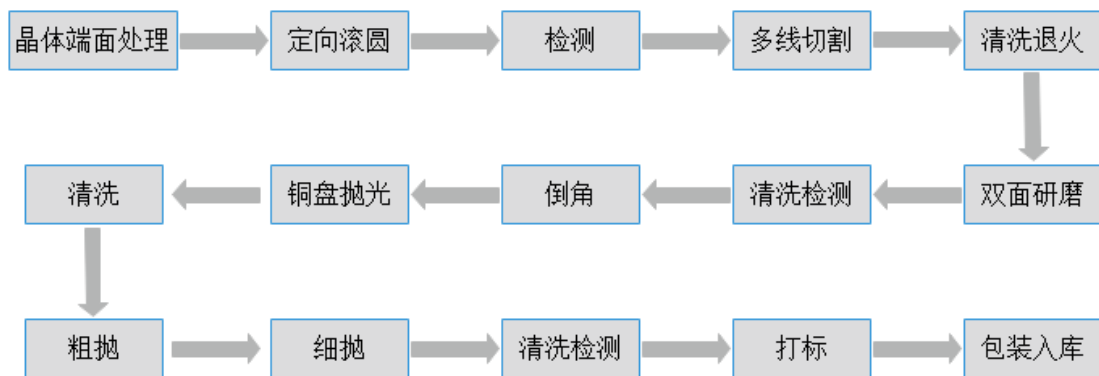 晶体端面处理
定向滚圆
检测
多线切割
清洗退火
双面研磨
清洗检测
倒角
铜盘抛光
清洗
粗抛
细抛
清洗检测
打标
包装入库